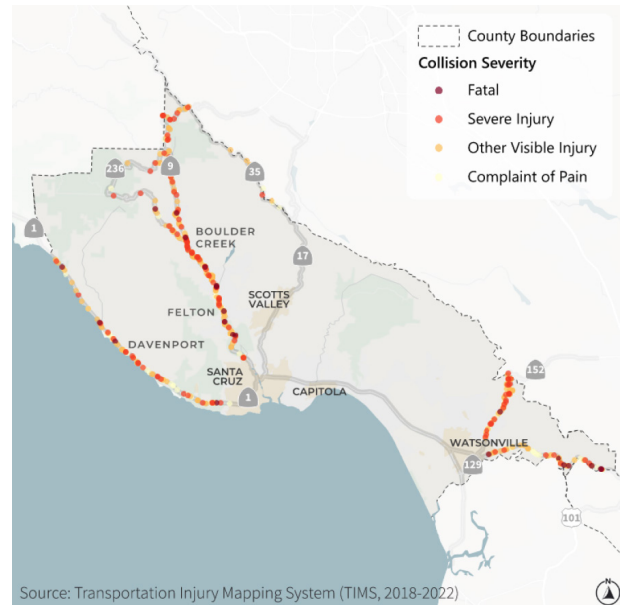 County Boundaries
Collision Severity
Fatal
Severe Injury
Other Visible Injury
Complaint of Pain
236
9
35
1
BOULDER
CREEK
17
SCOTTS
VALLEY
FELTON
DAVENPORT
SANTA
CRUZ
1
CAPITOLA
152
WATSONVILLE
129
101
Source: Transportation Injury Mapping System (TIMS, 2018-2022)
N